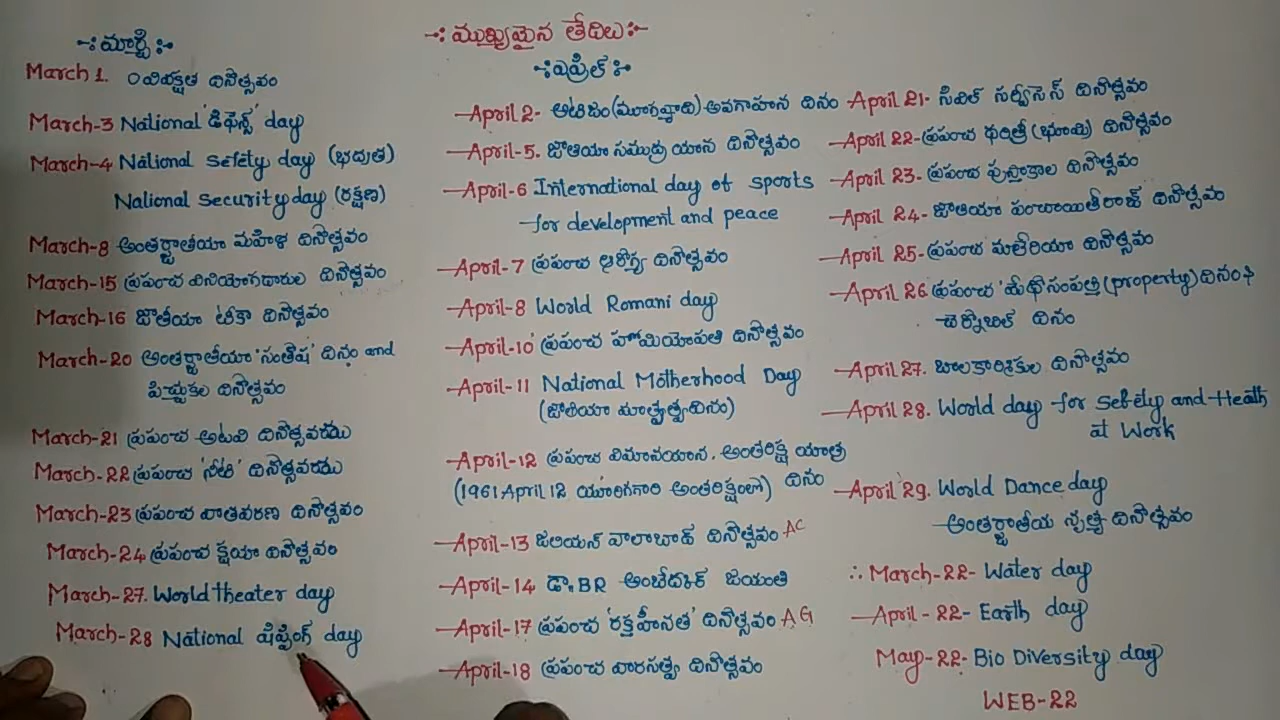 -:ముఖ్యమైన తేదిలు:-
-:మార్చి:-
March 1. 0 వివక్షత దినోత్సవం
March-3 National 'డిఫెన్స్' day
March-4 National Sefety day (భద్రత)
National security day (రక్షణ)
March-8 అంతర్జాతీయా మహిళ దినోత్సవం
March-15 ప్రపంచ వినియోగదారుల దినోత్సవం
March-16 జాతీయా టీకా దినోత్సవం
March-20 అంతర్జాతీయా 'సంతోష' దినం and
పిచ్చుకల దినోత్సవం
March-21 ప్రపంచ అటవి దినోత్సవం
March-22 ప్రపంచ 'నీటి' దినోత్సవం
March-23 ప్రపంచ వాతవరణ దినోత్సవం
March-24 ప్రపంచ క్షయా దినోత్సవం
March-27. World theater day
March-28 National షిప్పింగ్ day
-:ఏప్రిల్:-
April 2- ఆటిజం(మూర్ఛవ్యాది) అవగాహన దినం
April-5. జాతియా సముద్ర యాన దినోత్సవం
April-6 International day of sports
for development and peace
April-7 ప్రపంచ ఆరోగ్య దినోత్సవం
April-8 World Romani day
April-10 ప్రపంచ హోమియోపతి దినోత్సవం
April-11 National Motherhood Day
(జాతియా మాతృత్వదినం)
April-12 ప్రపంచ విమానయాన. అంతరిక్ష యాత్ర
(1961 April 12 యూరిగగారి అంతరిక్షంలో) దినం
April-13 జలియన్ వాలాబాగ్ దినోత్సవం AC
April-14 డా.BR అంబేద్కర్ జయంతి
April-17 ప్రపంచ 'రక్తహీనత' దినోత్సవం AG
April-18 ప్రపంచ వారసత్వ దినోత్సవం
April 21- సివిల్ సర్వీసెస్ దినోత్సవం
April 22-ప్రపంచ ధరిత్రీ (భూమి) దినోత్సవం
April 23. ప్రపంచ పుస్తకాల దినోత్సవం
April 24- జాతియా పంచాయితీరాజ్ దినోత్సవం
April 25-ప్రపంచ మలేరియా దినోత్సవం
April 26 ప్రపంచ 'మేథోసంపత్తి (property) దినం &
చెర్నోబిల్ దినం
April 27. బాలకార్మికుల దినోత్సవం
April 28. World day for Sefety and Health
at Work
April 29. World Dance day
అంతర్జాతీయ నృత్య దినోత్సవం
∴ March-22- Water day
April - 22- Earth day
May-22- Bio Diversity day
WEB-22